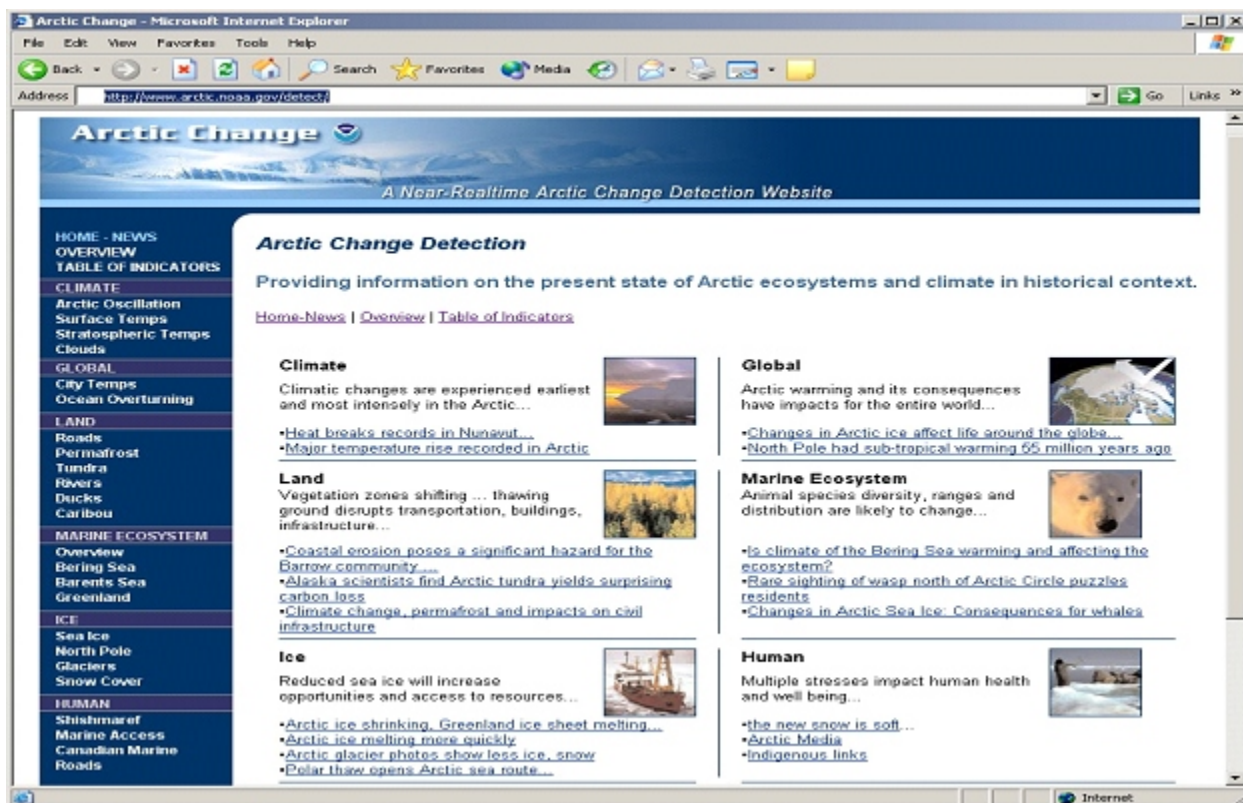 Arctic Change - Microsoft Internet Explorer
File Edit View Favorites Tools Help
Back Search Favorites Media
Address http://www.arctic.noaa.gov/detect/ Go Links »
Arctic Change
A Near-Realtime Arctic Change Detection Website
HOME - NEWS
OVERVIEW
TABLE OF INDICATORS
CLIMATE
Arctic Oscillation
Surface Temps
Stratospheric Temps
Clouds
GLOBAL
City Temps
Ocean Overturning
LAND
Roads
Permafrost
Tundra
Rivers
Ducks
Caribou
MARINE ECOSYSTEM
Overview
Bering Sea
Barents Sea
Greenland
ICE
Sea Ice
North Pole
Glaciers
Snow Cover
HUMAN
Shishmaref
Marine Access
Canadian Marine
Roads
Arctic Change Detection
Providing information on the present state of Arctic ecosystems and climate in historical context.
Home-News | Overview | Table of Indicators
Climate
Climatic changes are experienced earliest
and most intensely in the Arctic...
•Heat breaks records in Nunavut...
•Major temperature rise recorded in Arctic
Global
Arctic warming and its consequences
have impacts for the entire world...
•Changes in Arctic ice affect life around the globe...
•North Pole had sub-tropical warming 55 million years ago
Land
Vegetation zones shifting ... thawing
ground disrupts transportation, buildings,
infrastructure...
•Coastal erosion poses a significant hazard for the
Barrow community....
•Alaska scientists find Arctic tundra yields surprising
carbon loss
•Climate change, permafrost and impacts on civil
infrastructure
Marine Ecosystem
Animal species diversity, ranges and
distribution are likely to change...
•Is climate of the Bering Sea warming and affecting the
ecosystem?
•Rare sighting of wasp north of Arctic Circle puzzles
residents
•Changes in Arctic Sea Ice: Consequences for whales
Ice
Reduced sea ice will increase
opportunities and access to resources...
•Arctic ice shrinking, Greenland ice sheet melting...
•Arctic ice melting more quickly
•Arctic glacier photos show less ice, snow
•Polar thaw opens Arctic sea route...
Human
Multiple stresses impact human health
and well being...
•the new snow is soft...
•Arctic Media
•Indigenous links
Internet